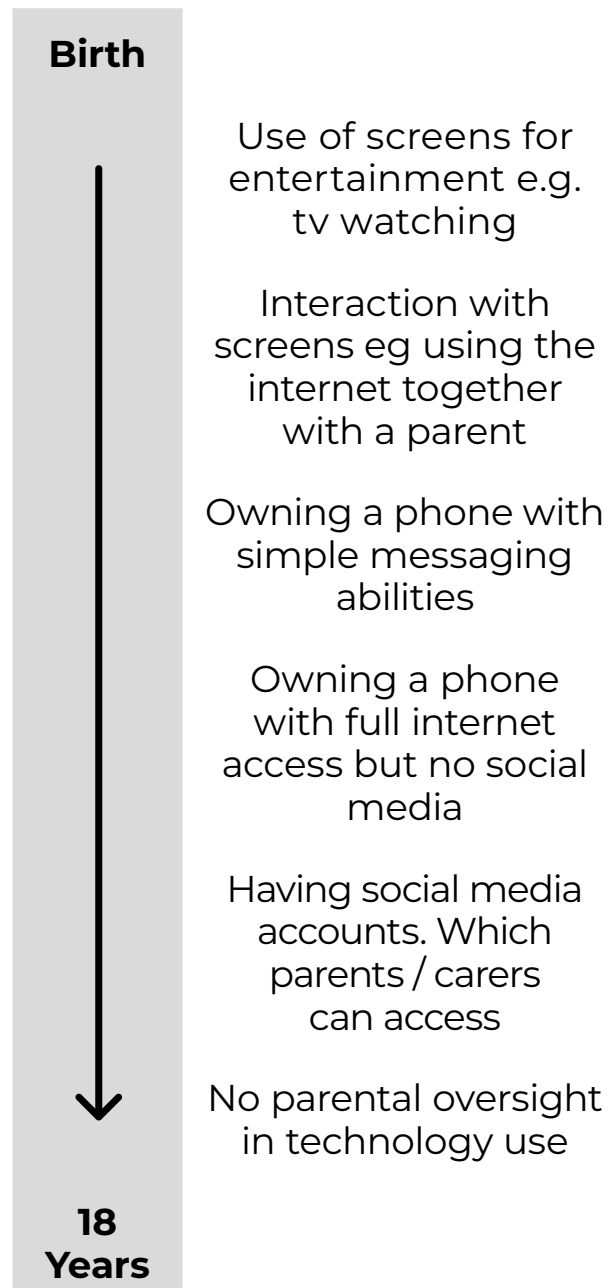 Birth
Use of screens for
entertainment e.g.
tv watching
Interaction with
screens eg using the
internet together
with a parent
Owning a phone with
simple messaging
abilities
Owning a phone
with full internet
access but no social
media
Having social media
accounts. Which
parents / carers
can access
No parental oversight
in technology use
18
Years